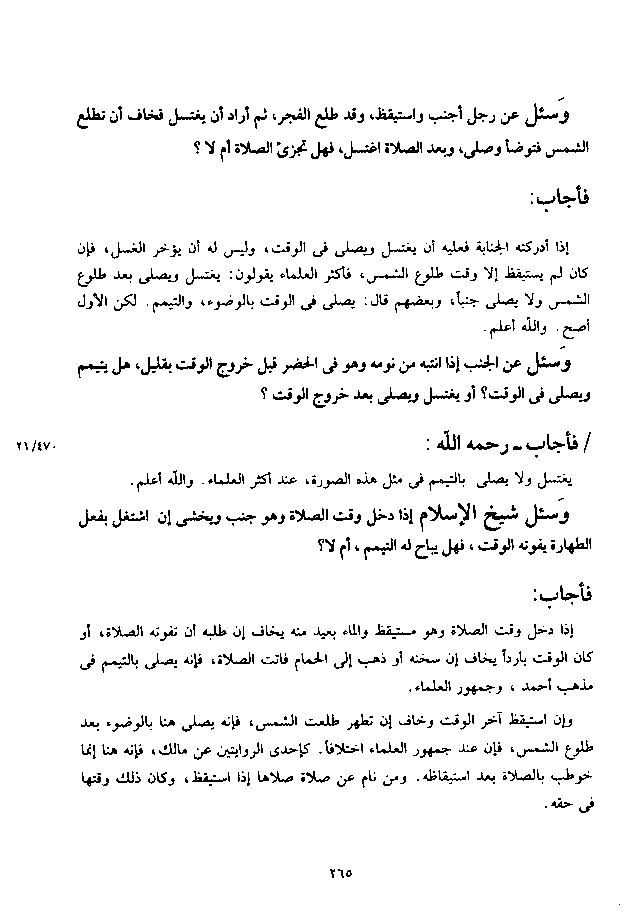 وَسئل عن رجل أجنب واستيقظ، وقد طلع الفجر، ثم أراد أن يغتسل فخاف أن تطلع
الشمس فتوضأ وصلى، وبعد الصلاة اغتسل، فهل تجزئ الصلاة أم لا ؟
فأجاب:
إذا أدركته الجنابة فعليه أن يغتسل ويصلى فى الوقت، وليس له أن يؤخر الغسل، فإن
كان لم يستيقظ إلا وقت طلوع الشمس، فأكثر العلماء يقولون: يغتسل ويصلى بعد طلوع
الشمس ولا يصلى جنباً، وبعضهم قال: يصلى فى الوقت بالوضوء، والتيمم. لكن الأول
أصح. والله أعلم.
وَسئل عن الجنب إذا انتبه من نومه وهو فى الحضر قبل خروج الوقت بقليل، هل يتيمم
ويصلى فى الوقت؟ أو يغتسل ويصلى بعد خروج الوقت ؟
/ فأجاب ـ رحمه الله :
٢١/٤٧٠
يغتسل ولا يصلى بالتيمم فى مثل هذه الصورة، عند أكثر العلماء. والله أعلم.
وَسئل شيخ الإسلام إذا دخل وقت الصلاة وهو جنب ويخشى إن اشتغل بفعل
الطهارة يفوته الوقت ، فهل يباح له التيمم ، أم لا؟
فأجاب:
إذا دخل وقت الصلاة وهو مستيقظ والماء بعيد منه يخاف إن طلبه أن تفوته الصلاة، أو
كان الوقت بارداً يخاف إن سخنه أو ذهب إلى الحمام فاتت الصلاة، فإنه يصلى بالتيمم فى
مذهب أحمد ، وجمهور العلماء.
وإن استيقظ آخر الوقت وخاف إن تطهر طلعت الشمس، فإنه يصلى هنا بالوضوء بعد
طلوع الشمس، فإن عند جمهور العلماء اختلافاً. كإحدى الروايتين عن مالك، فإنه هنا إنما
خوطب بالصلاة بعد استيقاظه. ومن نام عن صلاة صلاها إذا استيقظ، وكان ذلك وقتها
فى حقه.
٢٦٥